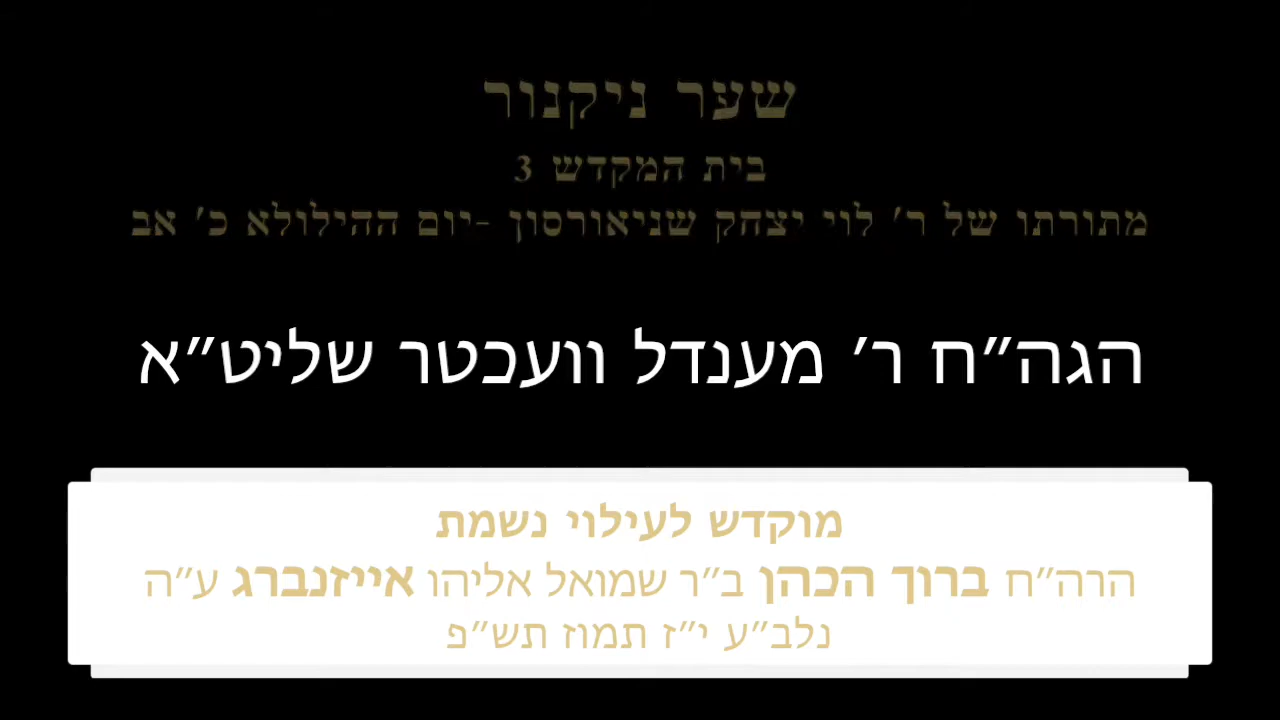 שער ניקנור
בית המקדש 3
מתורתו של ר׳ לוי יצחק שניאורסון -יום ההילולא כ׳ אב
הגה״ח ר׳ מענדל וועכטר שליט״א
מוקדש לעילוי נשמת
הרה״ח ברוך הכהן ב״ר שמואל אליהו אייזנברג ע״ה
נלב״ע י״ז תמוז תש״פ